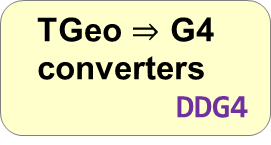 TGeo ⇒ G4
converters
DDG4